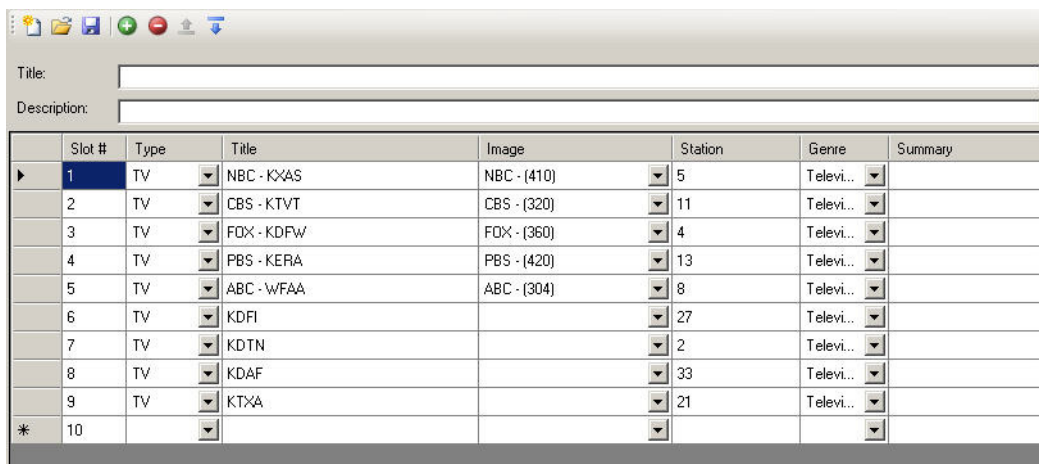 Title:
Description:
Slot # Type Title Image Station Genre Summary
1 TV NBC - KXAS NBC - (410) 5 Televi...
2 TV CBS - KTVT CBS - (320) 11 Televi...
3 TV FOX - KDFW FOX - (360) 4 Televi...
4 TV PBS - KERA PBS - (420) 13 Televi...
5 TV ABC - WFAA ABC - (304) 8 Televi...
6 TV KDFI 27 Televi...
7 TV KDTN 2 Televi...
8 TV KDAF 33 Televi...
9 TV KTXA 21 Televi...
10